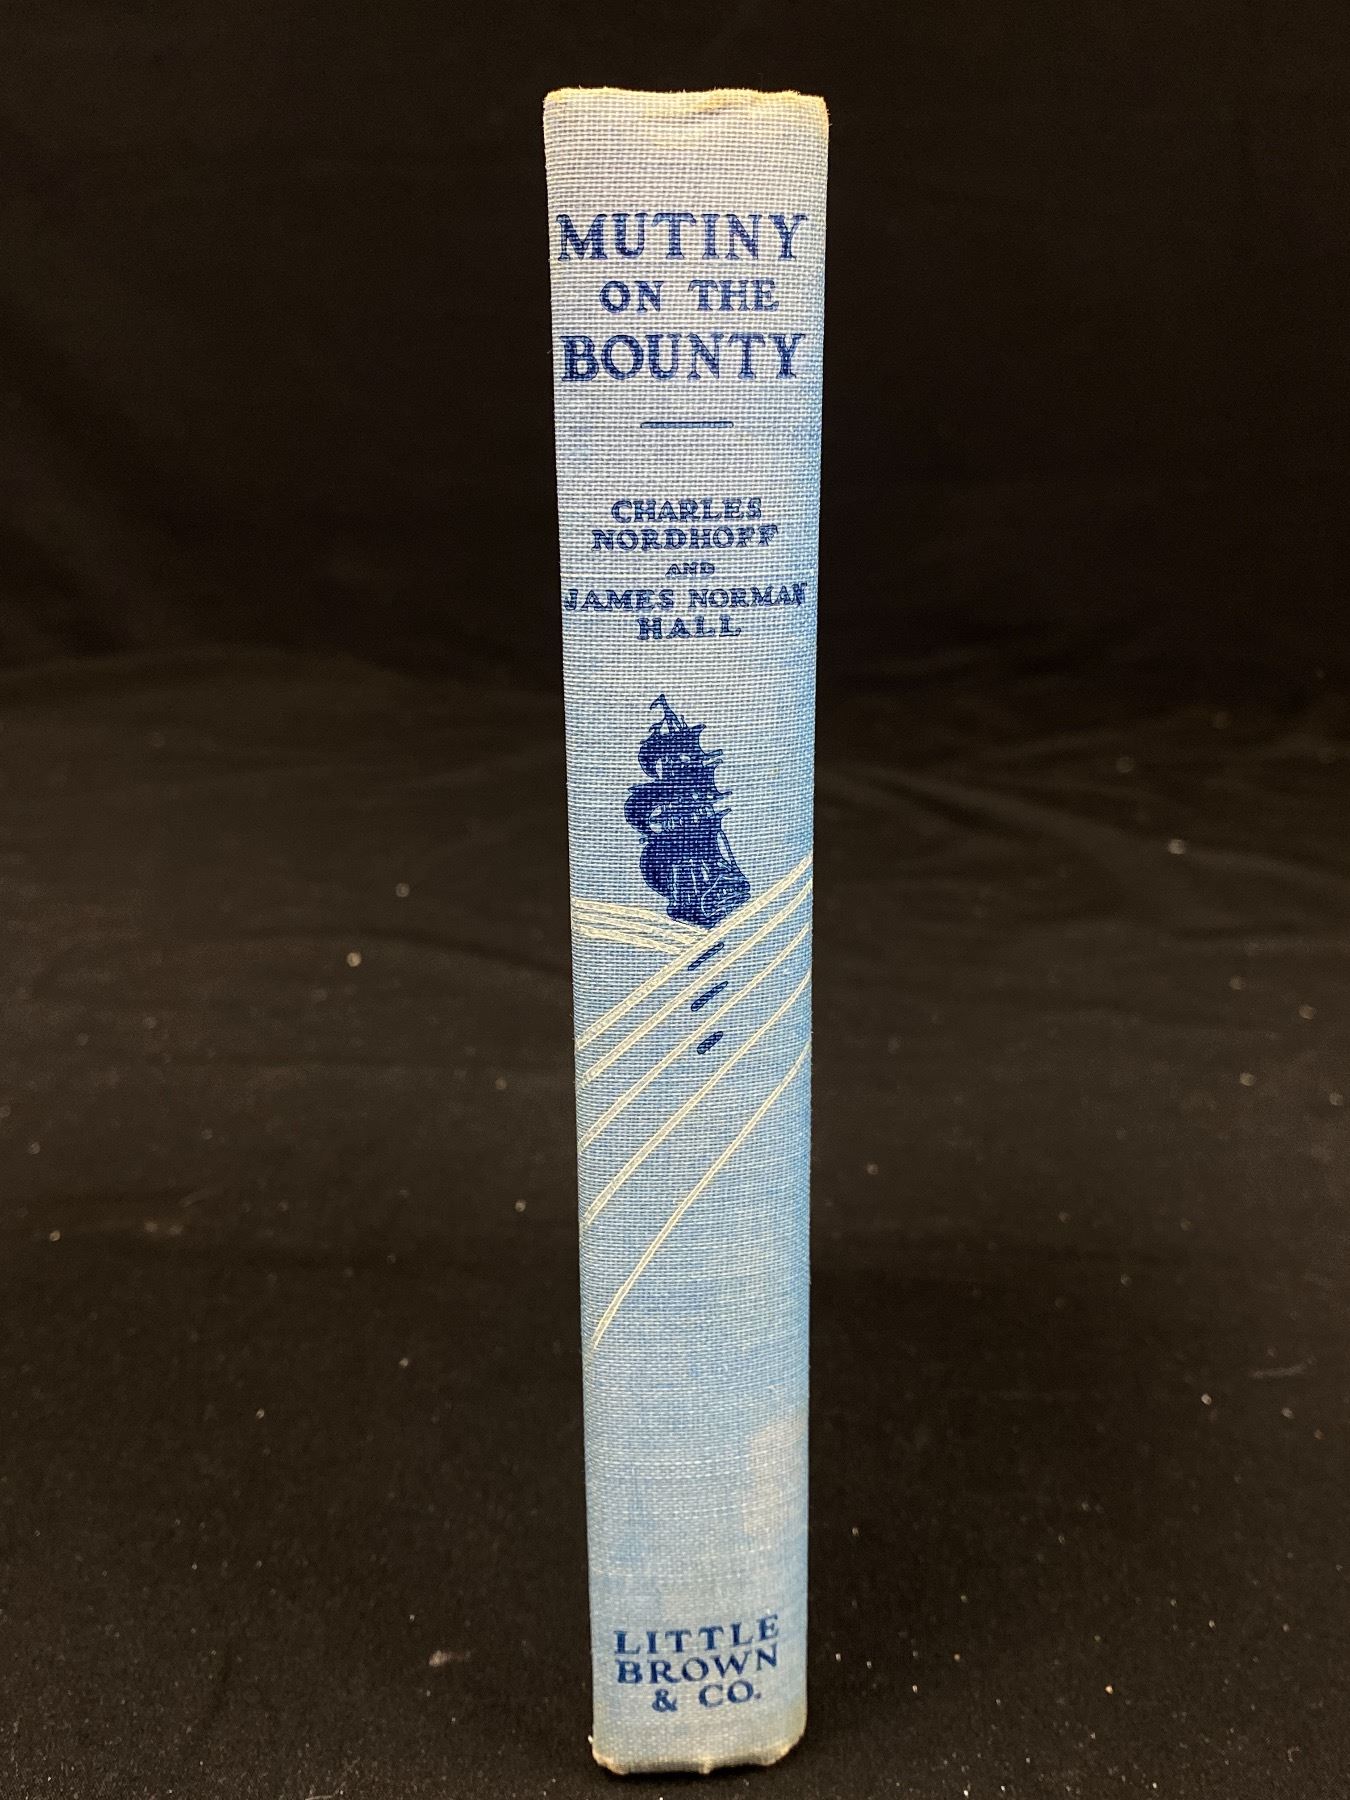 MUTINY
ON THE
BOUNTY
CHARLES
NORDHOFF
AND
JAMES NORMAN
HALL
LITTLE
BROWN
& CO.